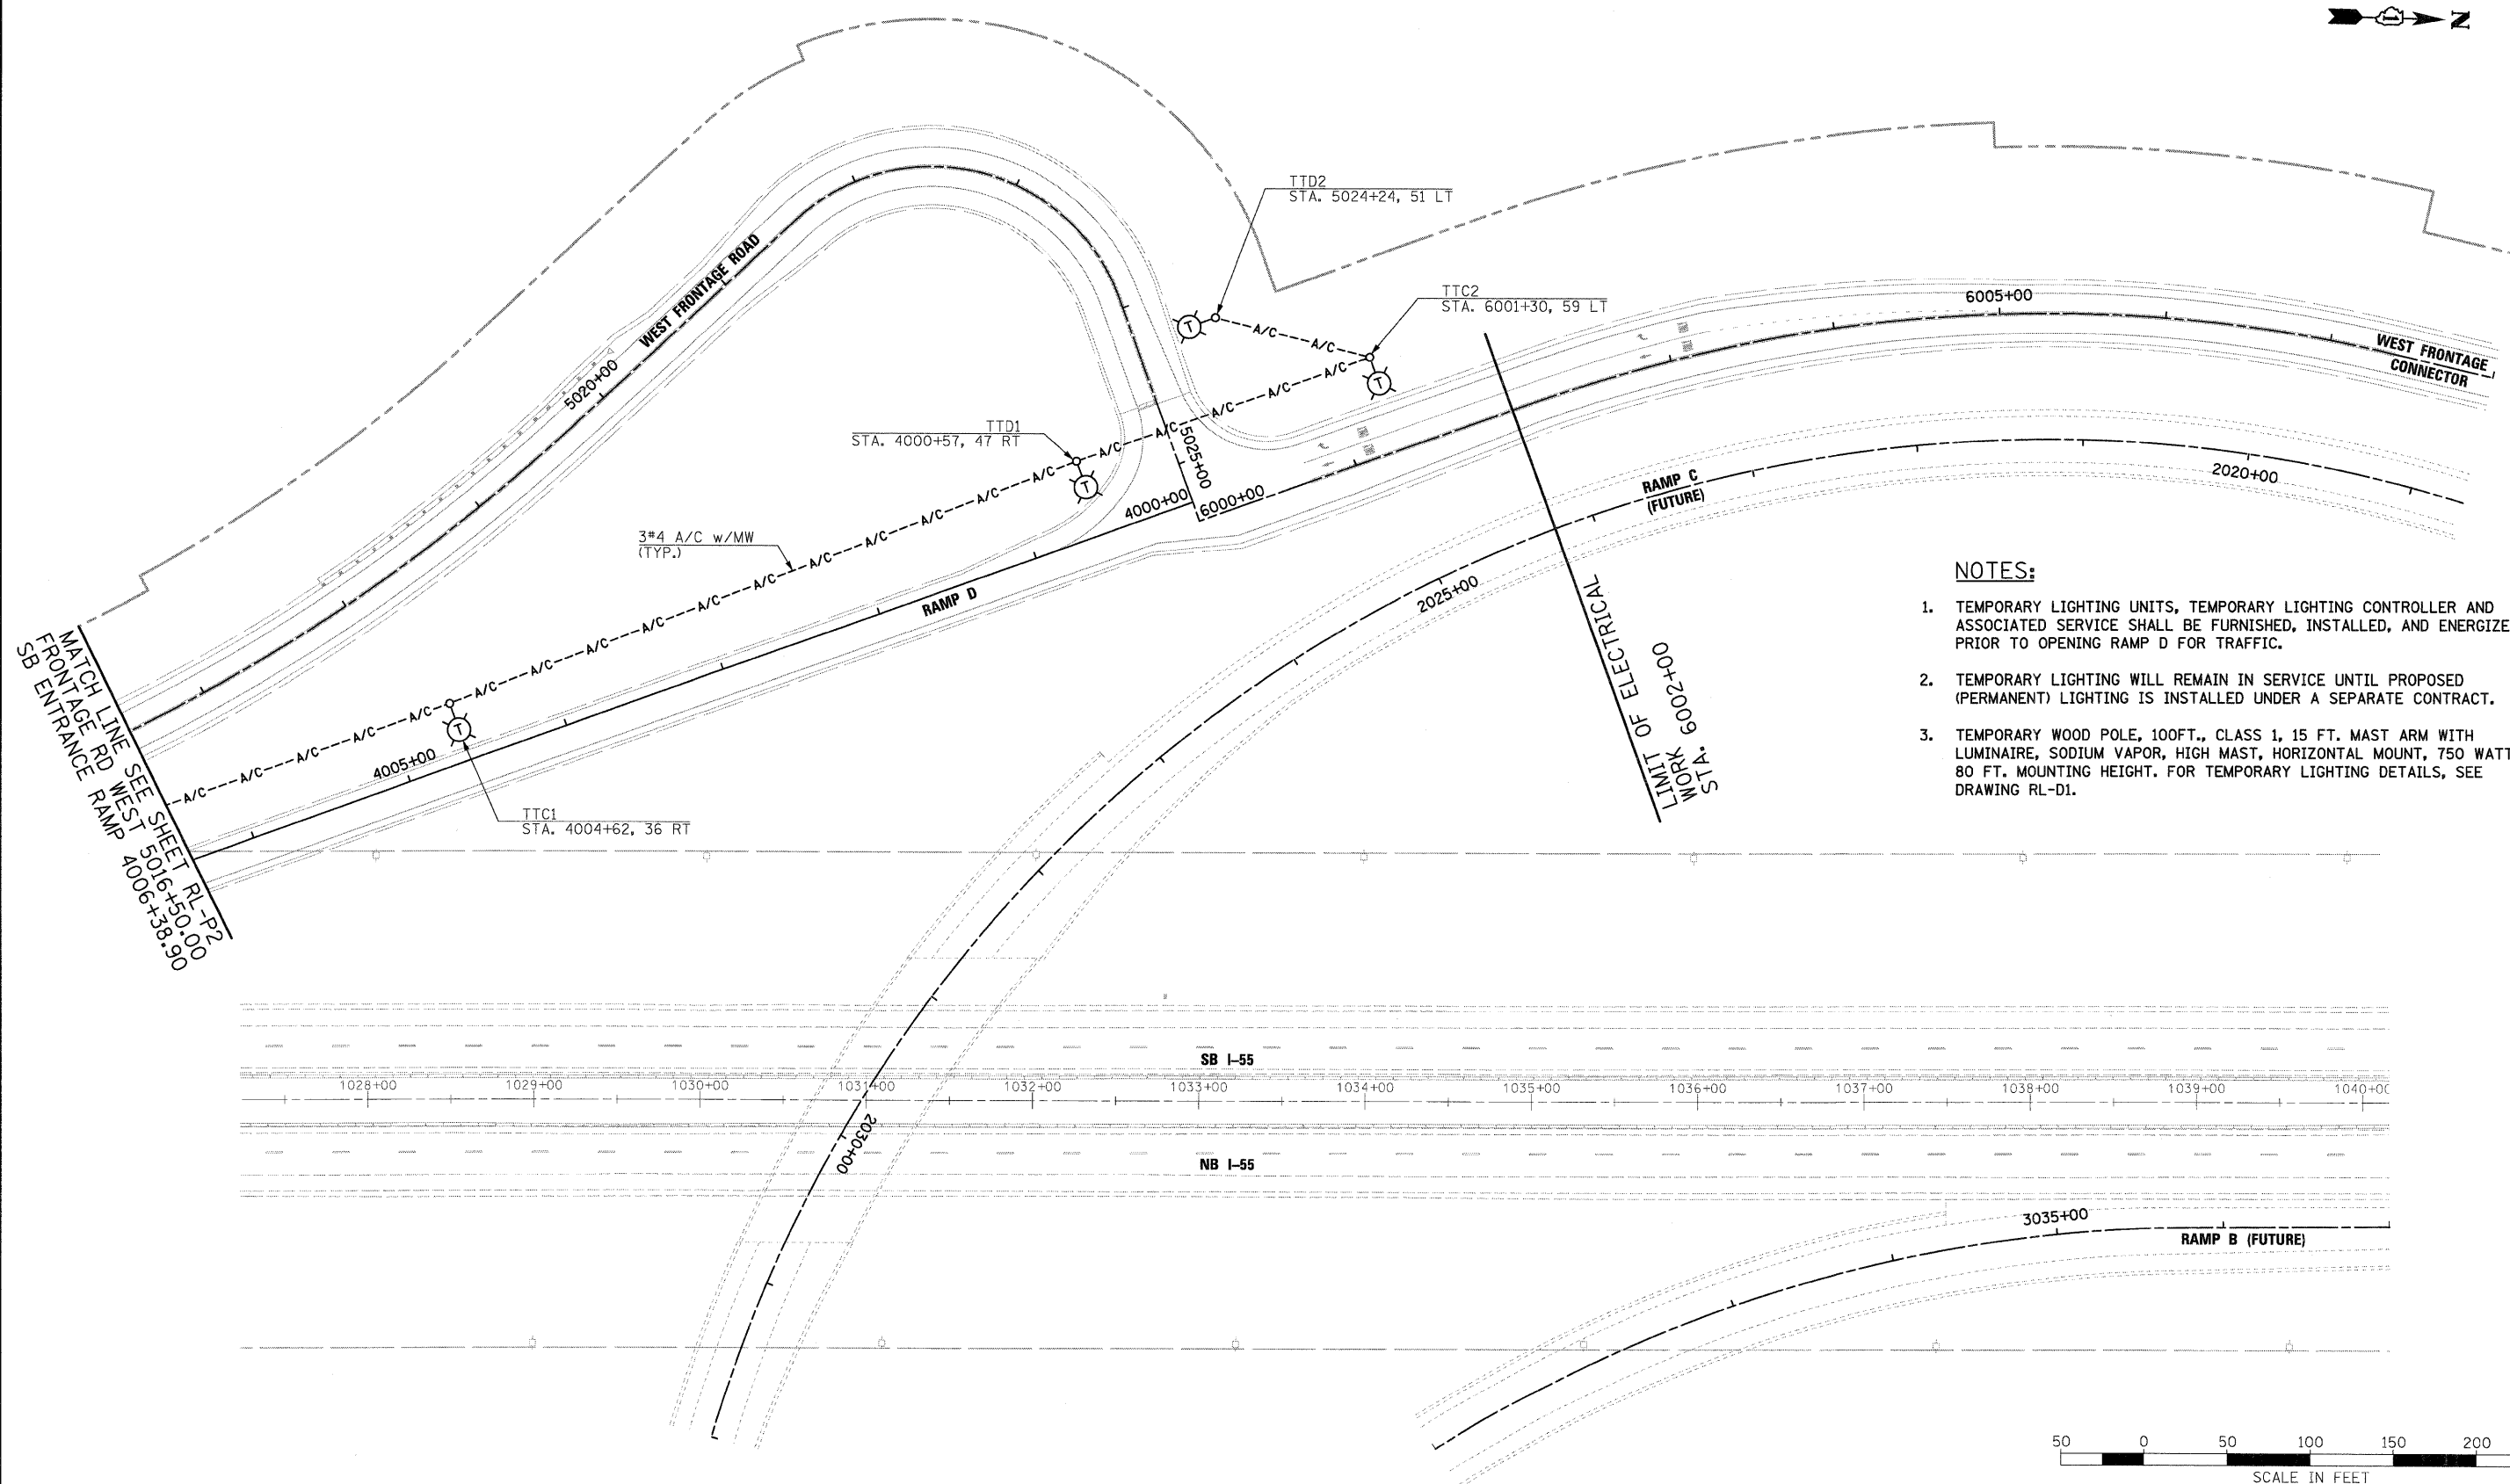 N
TTD2
STA. 5024+24, 51 LT
TTC2
STA. 6001+30, 59 LT
6005+00
WEST FRONTAGE
CONNECTOR
WEST FRONTAGE ROAD
5020+00
TTD1
STA. 4000+57, 47 RT
A/C A/C
A/C A/C A/C A/C A/C A/C A/C A/C A/C A/C A/C A/C A/C A/C A/C A/C A/C A/C A/C A/C
5025+00
4000+00
6000+00
3#4 A/C w/MW
(TYP.)
RAMP D
RAMP C
(FUTURE)
2020+00
2025+00
LIMIT OF ELECTRICAL
WORK
STA. 6002+00
MATCH LINE SEE SHEET RL-P2
FRONTAGE RD WEST 5016+50.00
SB ENTRANCE RAMP 4006+38.90
4005+00
TTC1
STA. 4004+62, 36 RT
NOTES:
1. TEMPORARY LIGHTING UNITS, TEMPORARY LIGHTING CONTROLLER AND
ASSOCIATED SERVICE SHALL BE FURNISHED, INSTALLED, AND ENERGIZE
PRIOR TO OPENING RAMP D FOR TRAFFIC.
2. TEMPORARY LIGHTING WILL REMAIN IN SERVICE UNTIL PROPOSED
(PERMANENT) LIGHTING IS INSTALLED UNDER A SEPARATE CONTRACT.
3. TEMPORARY WOOD POLE, 100FT., CLASS 1, 15 FT. MAST ARM WITH
LUMINAIRE, SODIUM VAPOR, HIGH MAST, HORIZONTAL MOUNT, 750 WATT
80 FT. MOUNTING HEIGHT. FOR TEMPORARY LIGHTING DETAILS, SEE
DRAWING RL-D1.
T
T
T
T
SB I-55
1028+00 1029+00 1030+00 1031+00 1032+00 1033+00 1034+00 1035+00 1036+00 1037+00 1038+00 1039+00 1040+00
2030+00
NB I-55
3035+00
RAMP B (FUTURE)
50 0 50 100 150 200
SCALE IN FEET